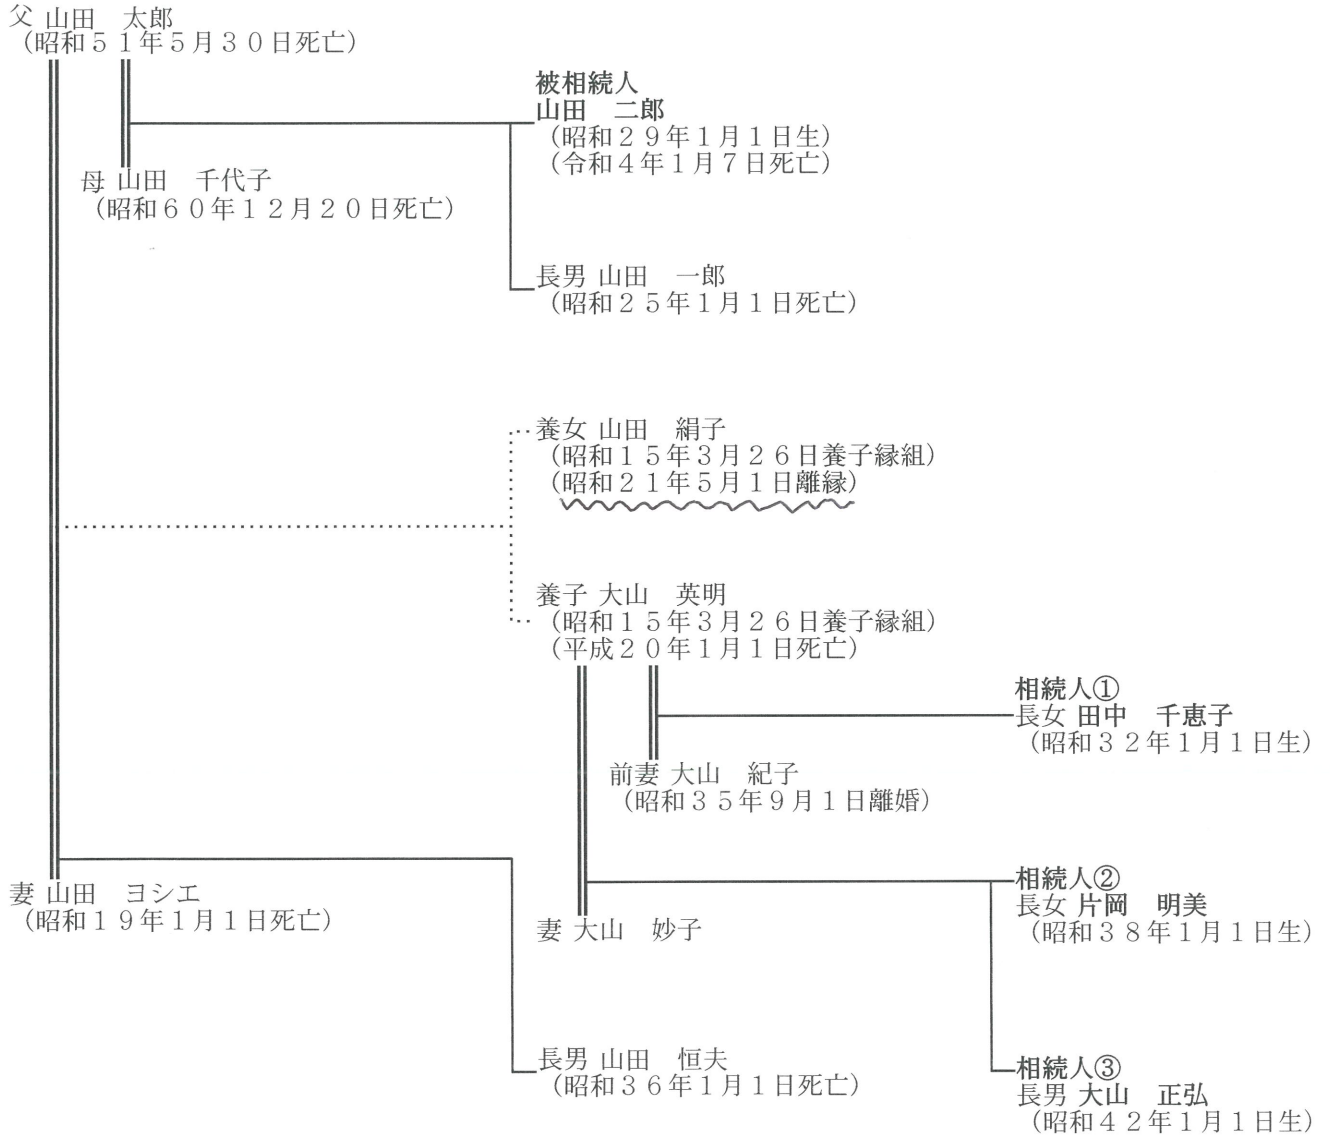 父 山田　太郎
（昭和５１年５月３０日死亡）
被相続人
山田　二郎
（昭和２９年１月１日生）
（令和４年１月７日死亡）
母 山田　千代子
（昭和６０年１２月２０日死亡）
長男 山田　一郎
（昭和２５年１月１日死亡）
養女 山田　絹子
（昭和１５年３月２６日養子縁組）
（昭和２１年５月１日離縁）
養子 大山　英明
（昭和１５年３月２６日養子縁組）
（平成２０年１月１日死亡）
相続人①
長女 田中　千恵子
（昭和３２年１月１日生）
前妻 大山　紀子
（昭和３５年９月１日離婚）
妻 山田　ヨシエ
（昭和１９年１月１日死亡）
相続人②
長女 片岡　明美
（昭和３８年１月１日生）
妻 大山　妙子
長男 山田　恒夫
（昭和３６年１月１日死亡）
相続人③
長男 大山　正弘
（昭和４２年１月１日生）